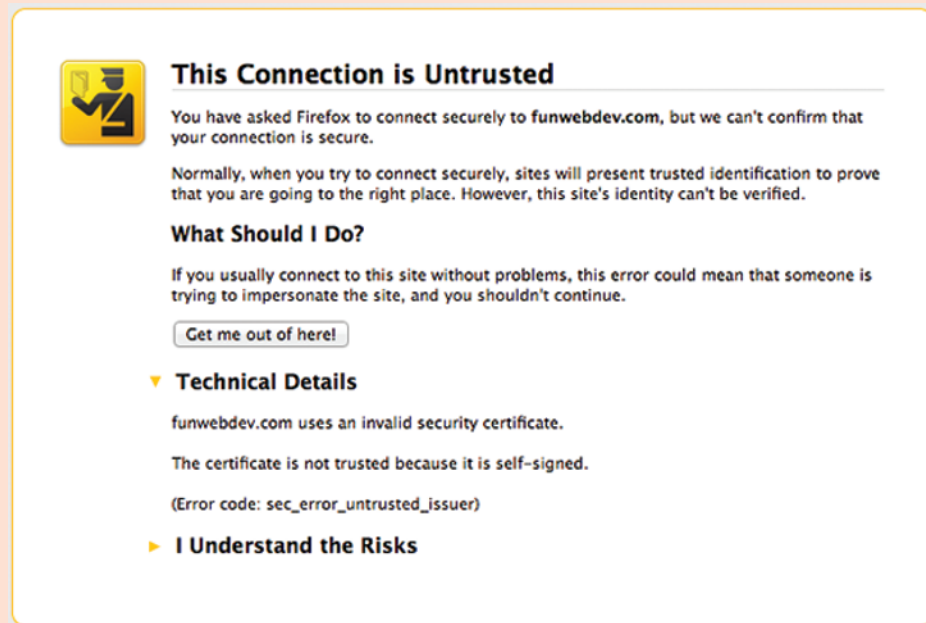 This Connection is Untrusted
You have asked Firefox to connect securely to funwebdev.com, but we can't confirm that
your connection is secure.
Normally, when you try to connect securely, sites will present trusted identification to prove
that you are going to the right place. However, this site's identity can't be verified.
What Should I Do?
If you usually connect to this site without problems, this error could mean that someone is
trying to impersonate the site, and you shouldn't continue.
Get me out of here!
Technical Details
funwebdev.com uses an invalid security certificate.
The certificate is not trusted because it is self-signed.
(Error code: sec_error_untrusted_issuer)
I Understand the Risks